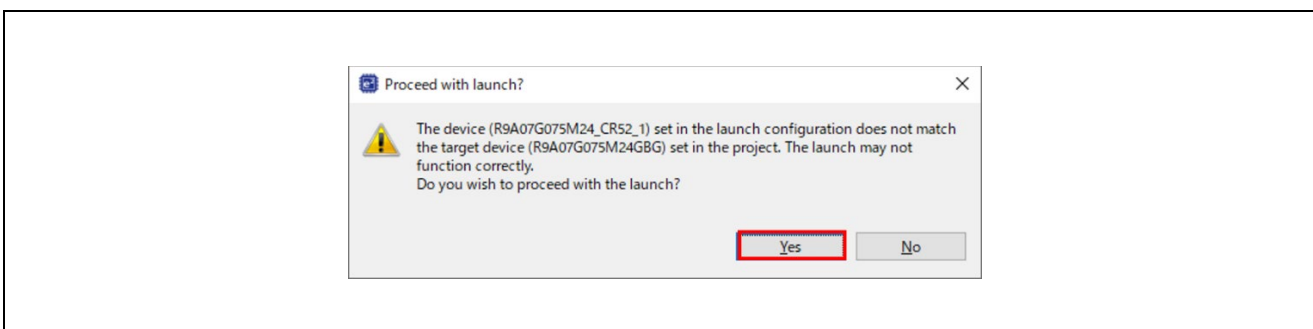 Proceed with launch?
The device (R9A07G075M24_CR52_1) set in the launch configuration does not match
the target device (R9A07G075M24GBG) set in the project. The launch may not
function correctly.
Do you wish to proceed with the launch?
Yes
No